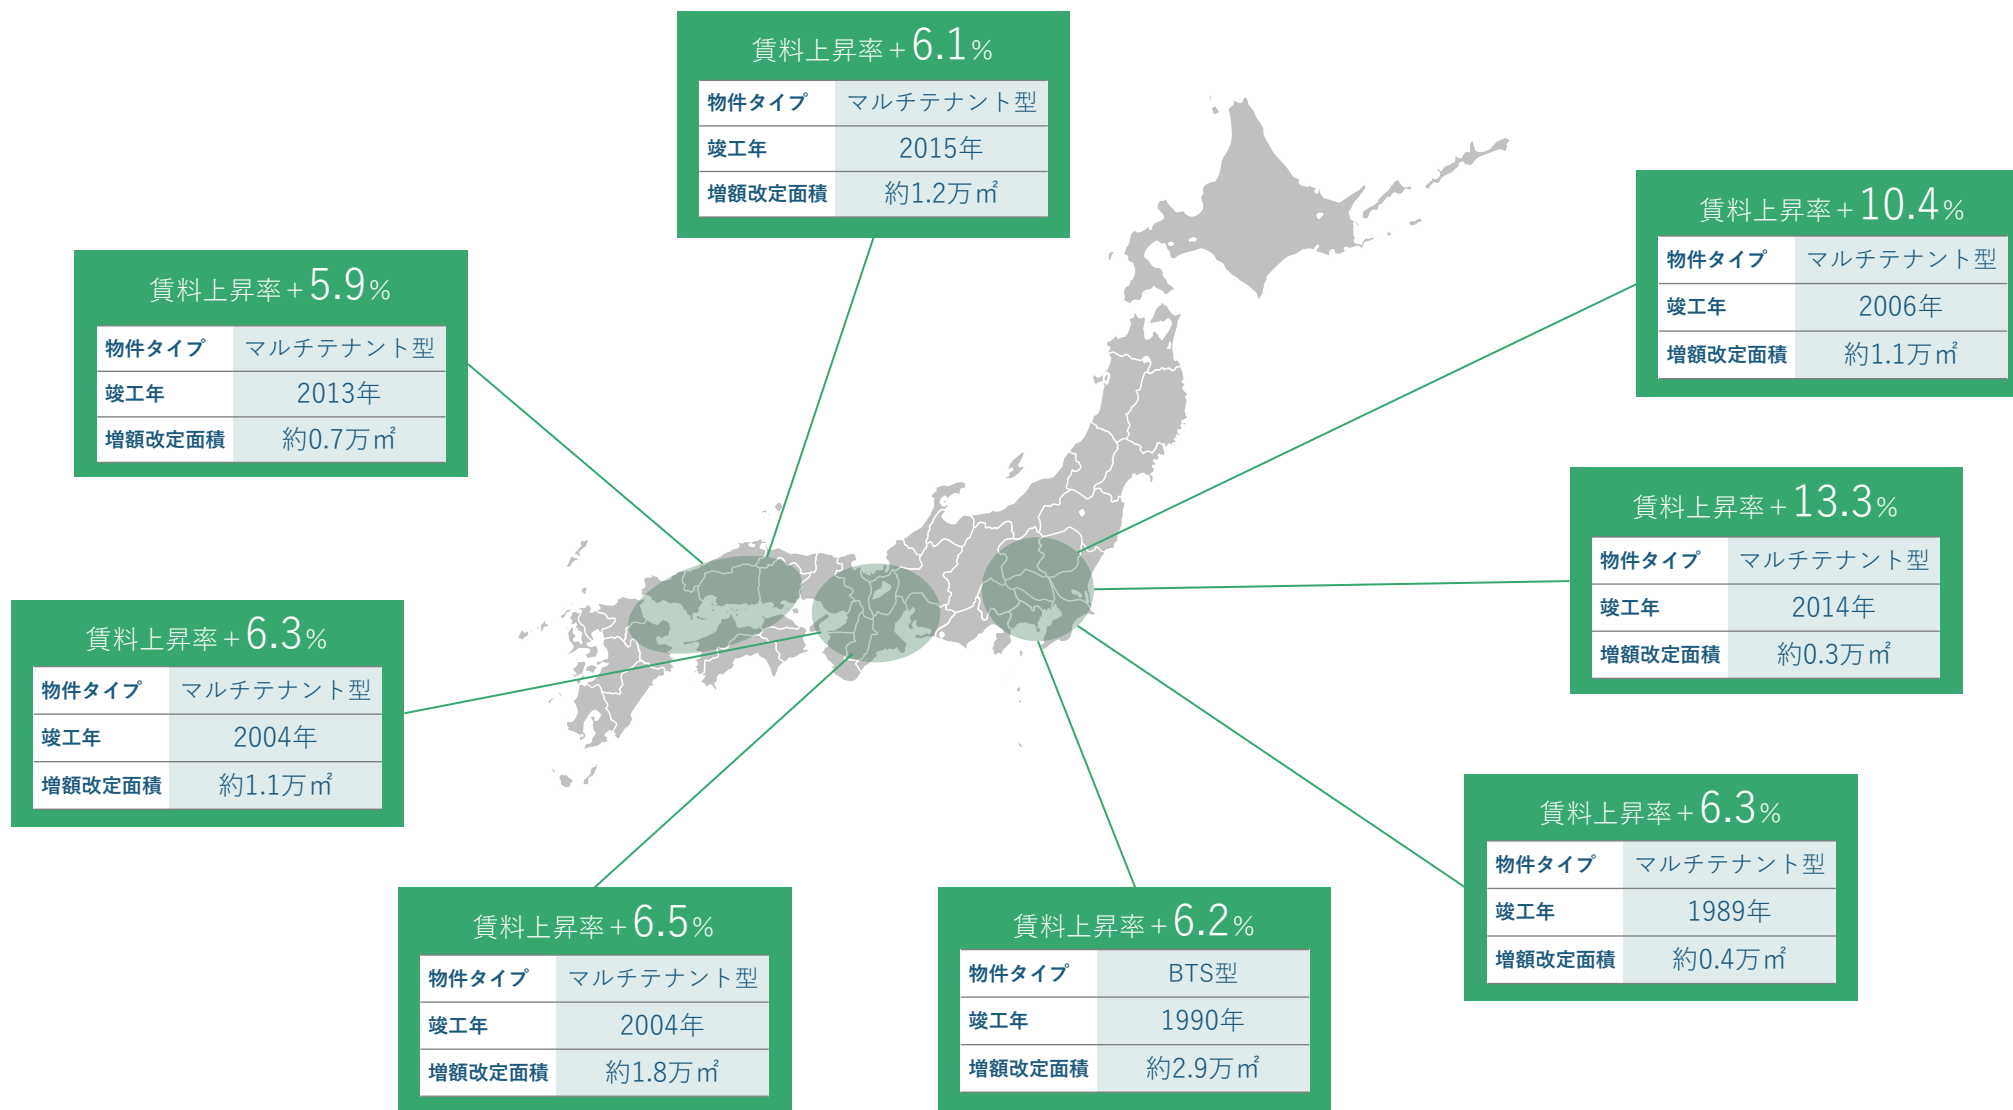 賃料上昇率+6.1%
物件タイプ マルチテナント型
竣工年 2015年
増額改定面積 約1.2万㎡
賃料上昇率+10.4%
物件タイプ マルチテナント型
竣工年 2006年
増額改定面積 約1.1万㎡
賃料上昇率+5.9%
物件タイプ マルチテナント型
竣工年 2013年
増額改定面積 約0.7万㎡
賃料上昇率+13.3%
物件タイプ マルチテナント型
竣工年 2014年
増額改定面積 約0.3万㎡
賃料上昇率+6.3%
物件タイプ マルチテナント型
竣工年 2004年
増額改定面積 約1.1万㎡
賃料上昇率+6.3%
物件タイプ マルチテナント型
竣工年 1989年
増額改定面積 約0.4万㎡
賃料上昇率+6.5%
物件タイプ マルチテナント型
竣工年 2004年
増額改定面積 約1.8万㎡
賃料上昇率+6.2%
物件タイプ BTS型
竣工年 1990年
増額改定面積 約2.9万㎡